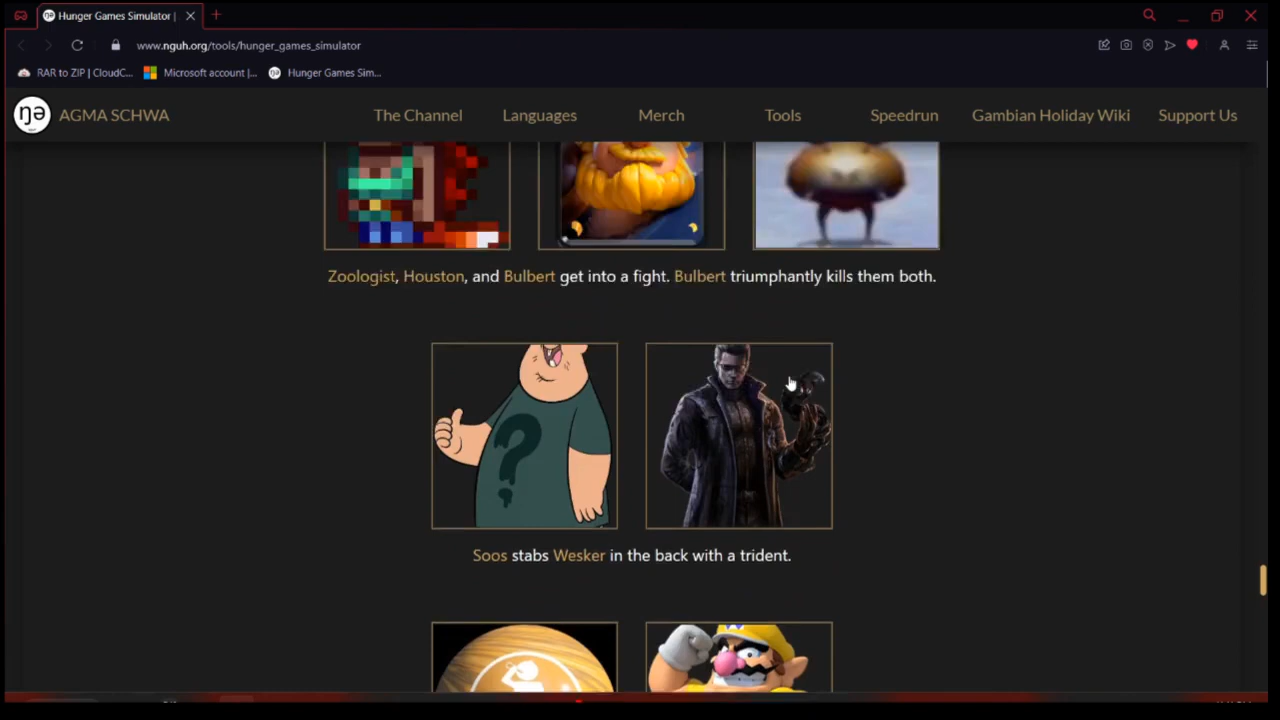 Hunger Games Simulator |
www.nguh.org/tools/hunger_games_simulator
RAR to ZIP | CloudC... Microsoft account |... Hunger Games Sim...
ŋə AGMA SCHWA The Channel Languages Merch Tools Speedrun Gambian Holiday Wiki Support Us
Zoologist, Houston, and Bulbert get into a fight. Bulbert triumphantly kills them both.
?
Soos stabs Wesker in the back with a trident.
W